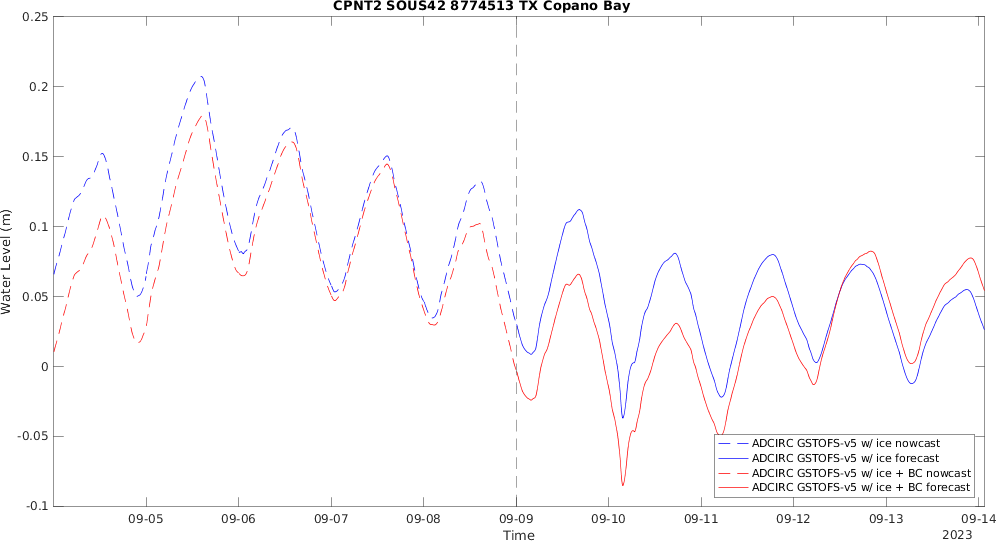 CPNT2 SOUS42 8774513 TX Copano Bay
0.25
0.2
0.15
0.1
0.05
0
-0.05
-0.1
Water Level (m)
ADCIRC GSTOFS-v5 w/ ice nowcast
ADCIRC GSTOFS-v5 w/ ice forecast
ADCIRC GSTOFS-v5 w/ ice + BC nowcast
ADCIRC GSTOFS-v5 w/ ice + BC forecast
09-05 09-06 09-07 09-08 09-09 09-10 09-11 09-12 09-13 09-14
Time
2023